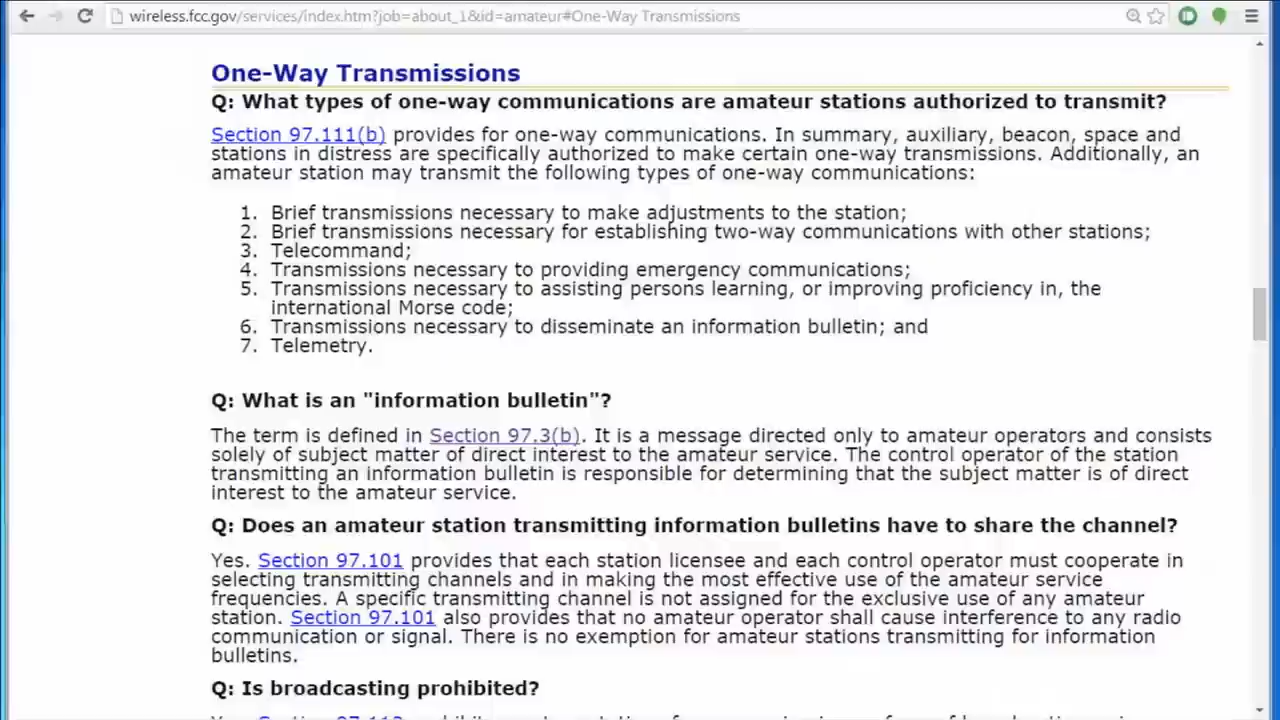 wireless.fcc.gov/services/index.htm?job=about_1&id=amateur#One-Way Transmissions
One-Way Transmissions
Q: What types of one-way communications are amateur stations authorized to transmit?
Section 97.111(b) provides for one-way communications. In summary, auxiliary, beacon, space and
stations in distress are specifically authorized to make certain one-way transmissions. Additionally, an
amateur station may transmit the following types of one-way communications:
1. Brief transmissions necessary to make adjustments to the station;
2. Brief transmissions necessary for establishing two-way communications with other stations;
3. Telecommand;
4. Transmissions necessary to providing emergency communications;
5. Transmissions necessary to assisting persons learning, or improving proficiency in, the
international Morse code;
6. Transmissions necessary to disseminate an information bulletin; and
7. Telemetry.
Q: What is an "information bulletin"?
The term is defined in Section 97.3(b). It is a message directed only to amateur operators and consists
solely of subject matter of direct interest to the amateur service. The control operator of the station
transmitting an information bulletin is responsible for determining that the subject matter is of direct
interest to the amateur service.
Q: Does an amateur station transmitting information bulletins have to share the channel?
Yes. Section 97.101 provides that each station licensee and each control operator must cooperate in
selecting transmitting channels and in making the most effective use of the amateur service
frequencies. A specific transmitting channel is not assigned for the exclusive use of any amateur
station. Section 97.101 also provides that no amateur operator shall cause interference to any radio
communication or signal. There is no exemption for amateur stations transmitting for information
bulletins.
Q: Is broadcasting prohibited?